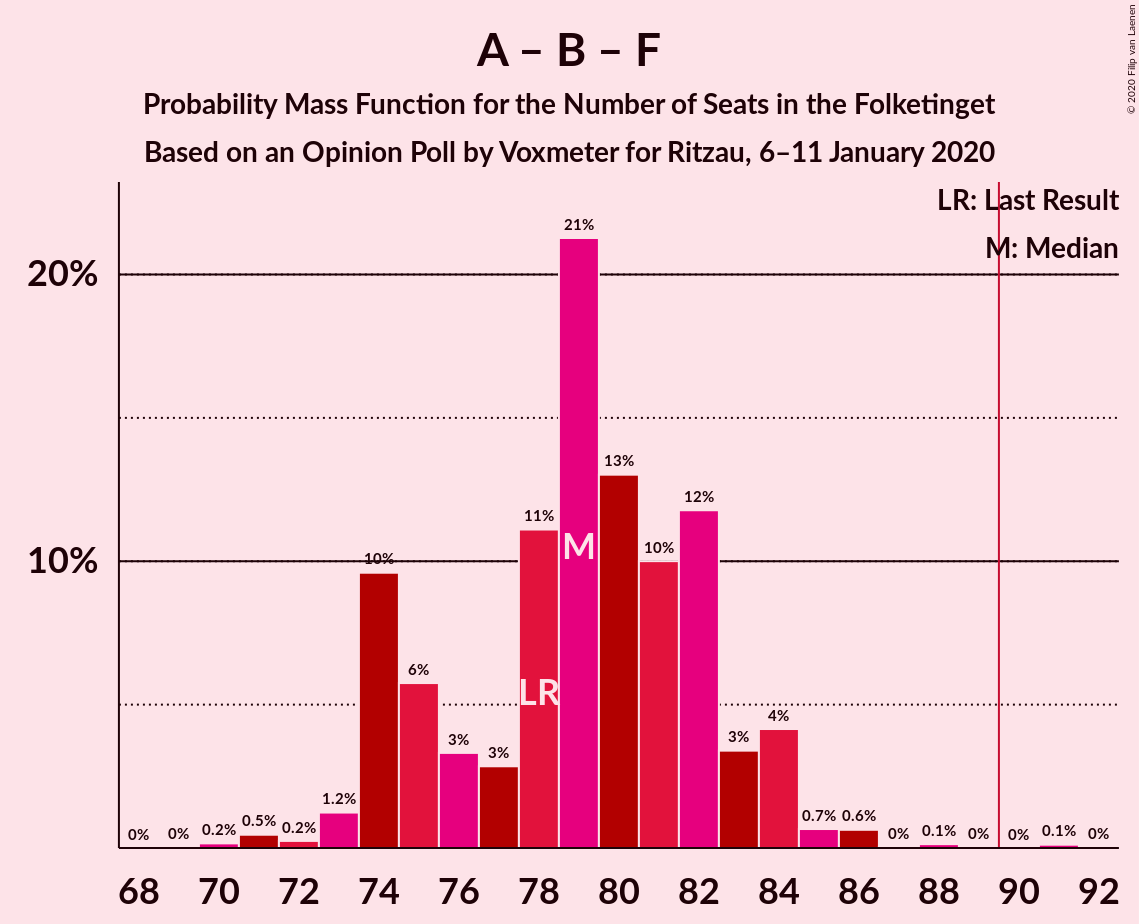 A – B – F
Probability Mass Function for the Number of Seats in the Folketinget
Based on an Opinion Poll by Voxmeter for Ritzau, 6–11 January 2020
© 2020 Filip van Laenen
LR: Last Result
M: Median
20%
10%
0% 0% 0.2% 0.5% 0.2% 1.2% 10% 6% 3% 3% 11% 21% 13% 10% 12% 3% 4% 0.7% 0.6% 0% 0.1% 0% 0% 0.1% 0%
M
LR
68 70 72 74 76 78 80 82 84 86 88 90 92